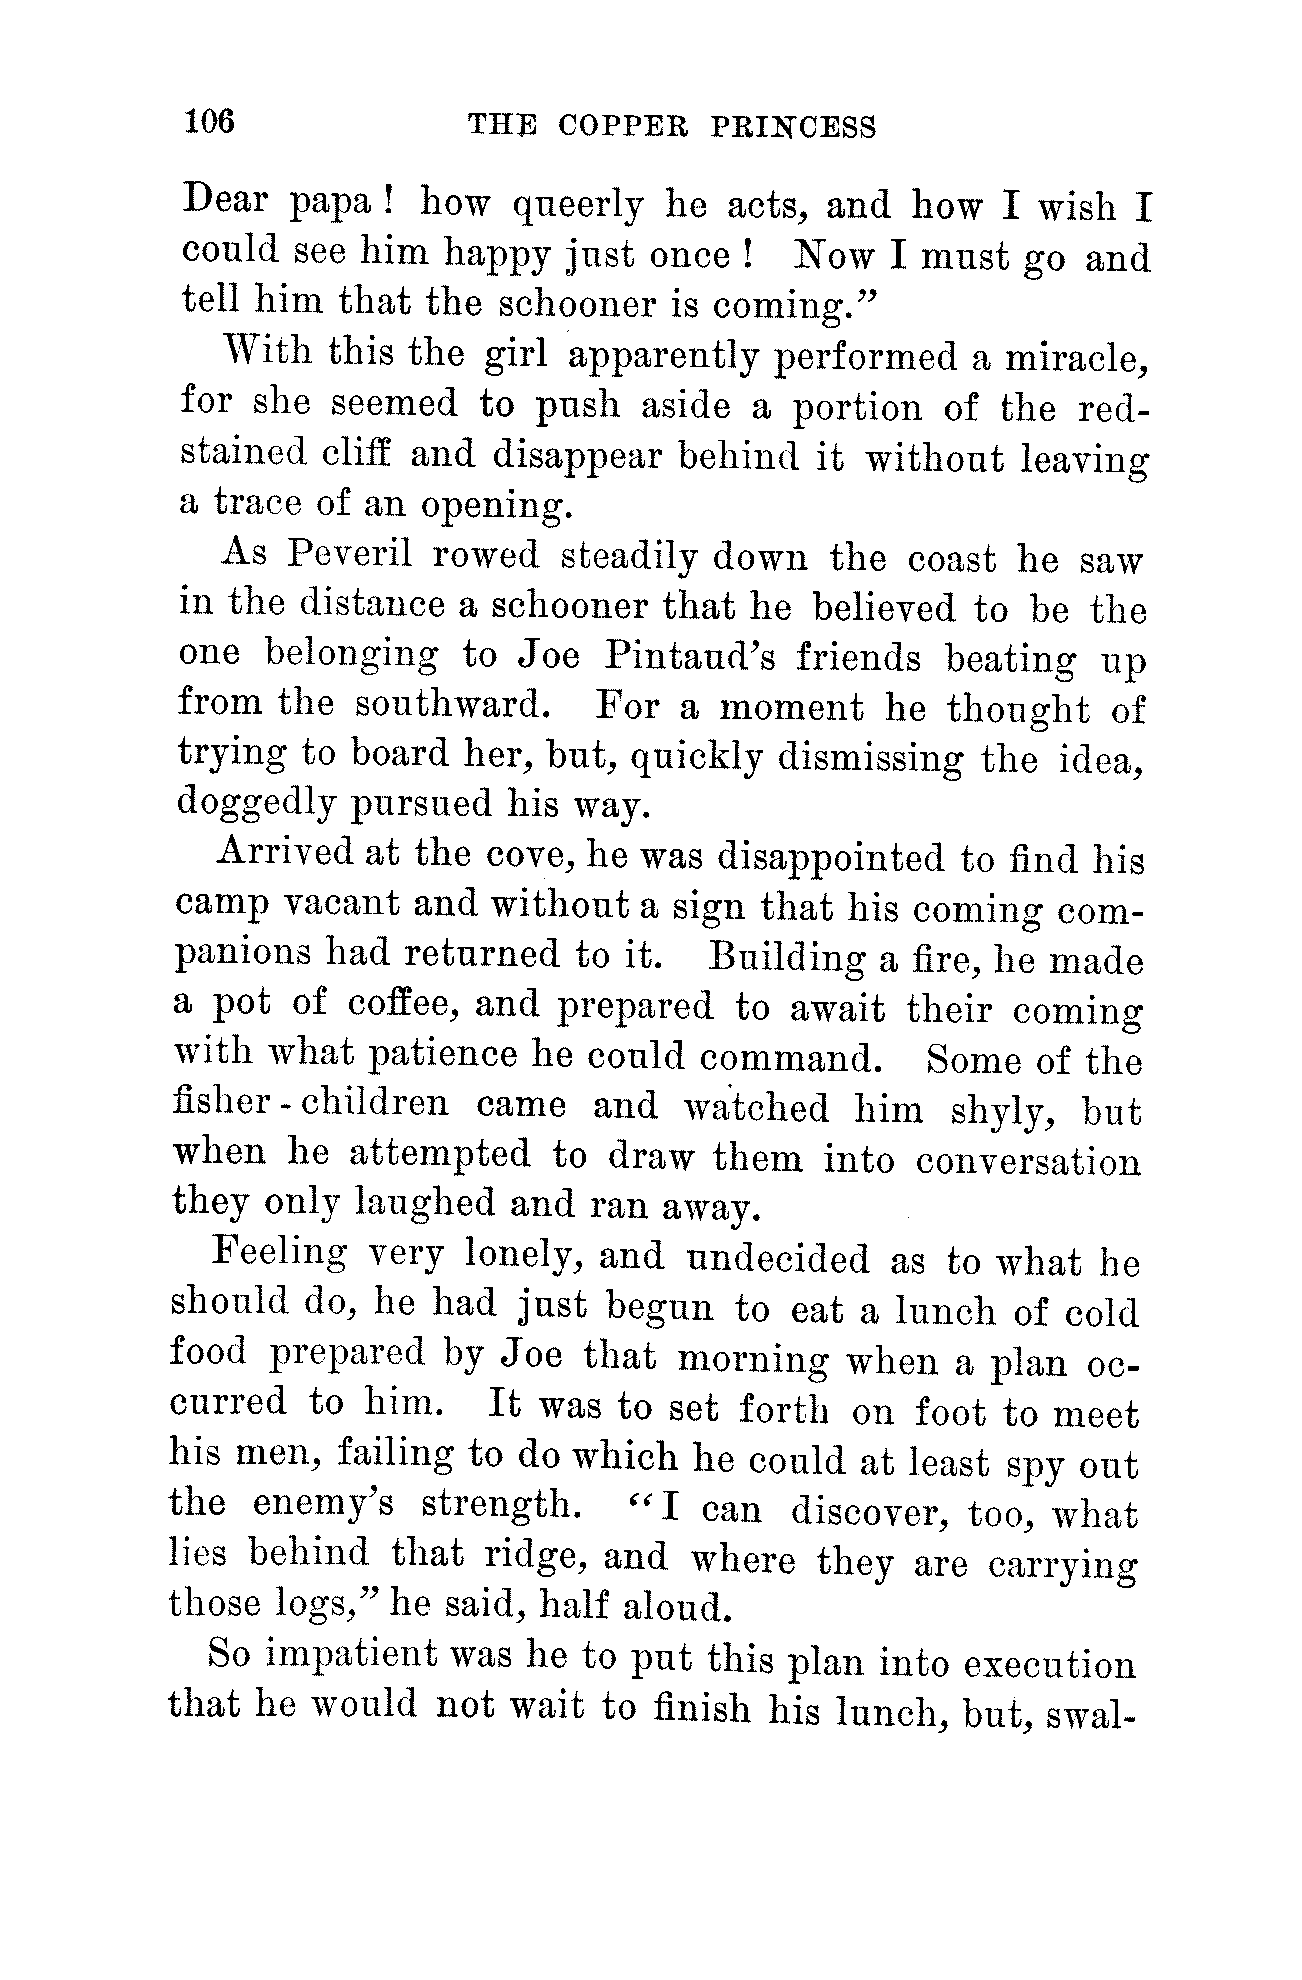 106 THE COPPER PRINCESS
Dear papa! how queerly he acts, and how I wish I
could see him happy just once! Now I must go and
tell him that the schooner is coming.”
With this the girl apparently performed a miracle,
for she seemed to push aside a portion of the red-
stained cliff and disappear behind it without leaving
a trace of an opening.
As Peveril rowed steadily down the coast he saw
in the distance a schooner that he believed to be the
one belonging to Joe Pintaud’s friends beating up
from the southward. For a moment he thought of
trying to board her, but, quickly dismissing the idea,
doggedly pursued his way.
Arrived at the cove, he was disappointed to find his
camp vacant and without a sign that his coming com-
panions had returned to it. Building a fire, he made
a pot of coffee, and prepared to await their coming
with what patience he could command. Some of the
fisher-children came and watched him shyly, but
when he attempted to draw them into conversation
they only laughed and ran away.
Feeling very lonely, and undecided as to what he
should do, he had just begun to eat a lunch of cold
food prepared by Joe that morning when a plan oc-
curred to him. It was to set forth on foot to meet
his men, failing to do which he could at least spy out
the enemy’s strength. “I can discover, too, what
lies behind that ridge, and where they are carrying
those logs,” he said, half aloud.
So impatient was he to put this plan into execution
that he would not wait to finish his lunch, but, swal-